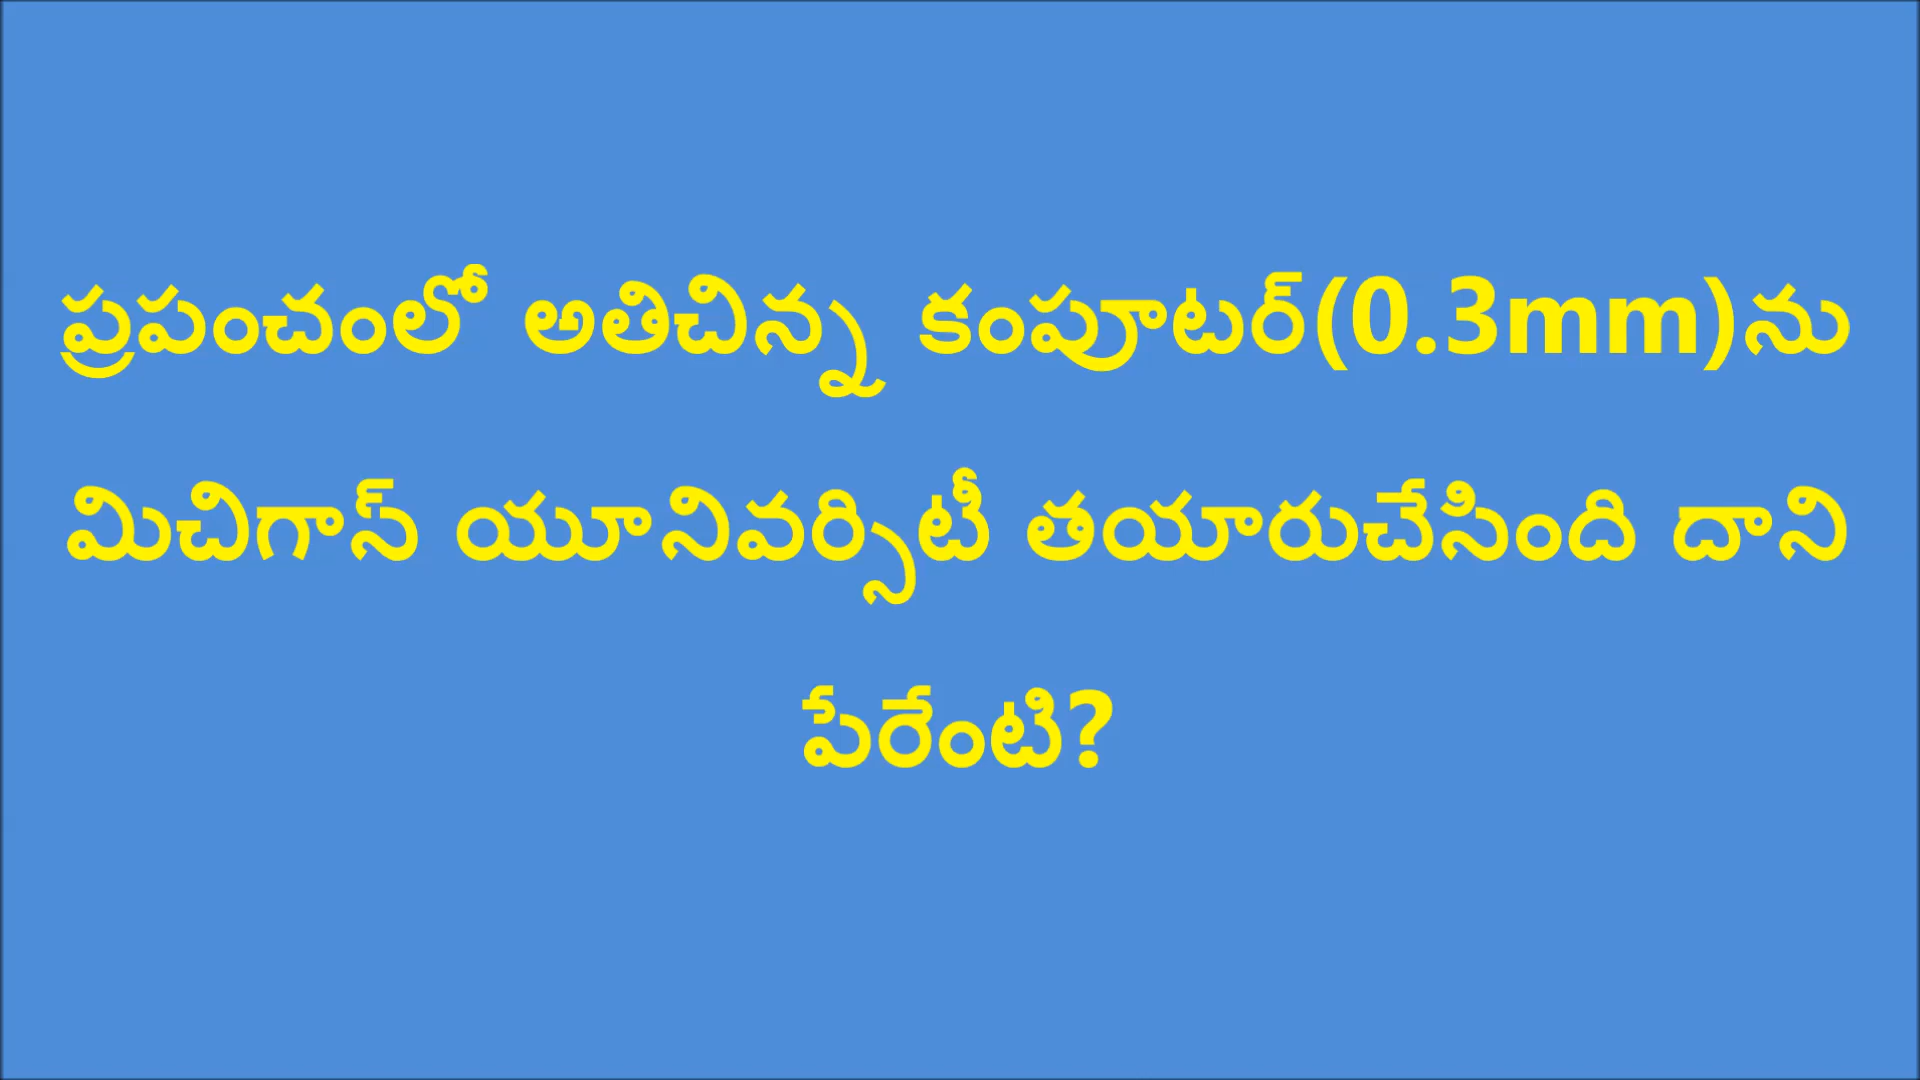 ప్రపంచంలో అతిచిన్న కంపూటర్(0.3mm)ను
మిచిగాస్ యూనివర్సిటీ తయారుచేసింది దాని
పేరేంటి?